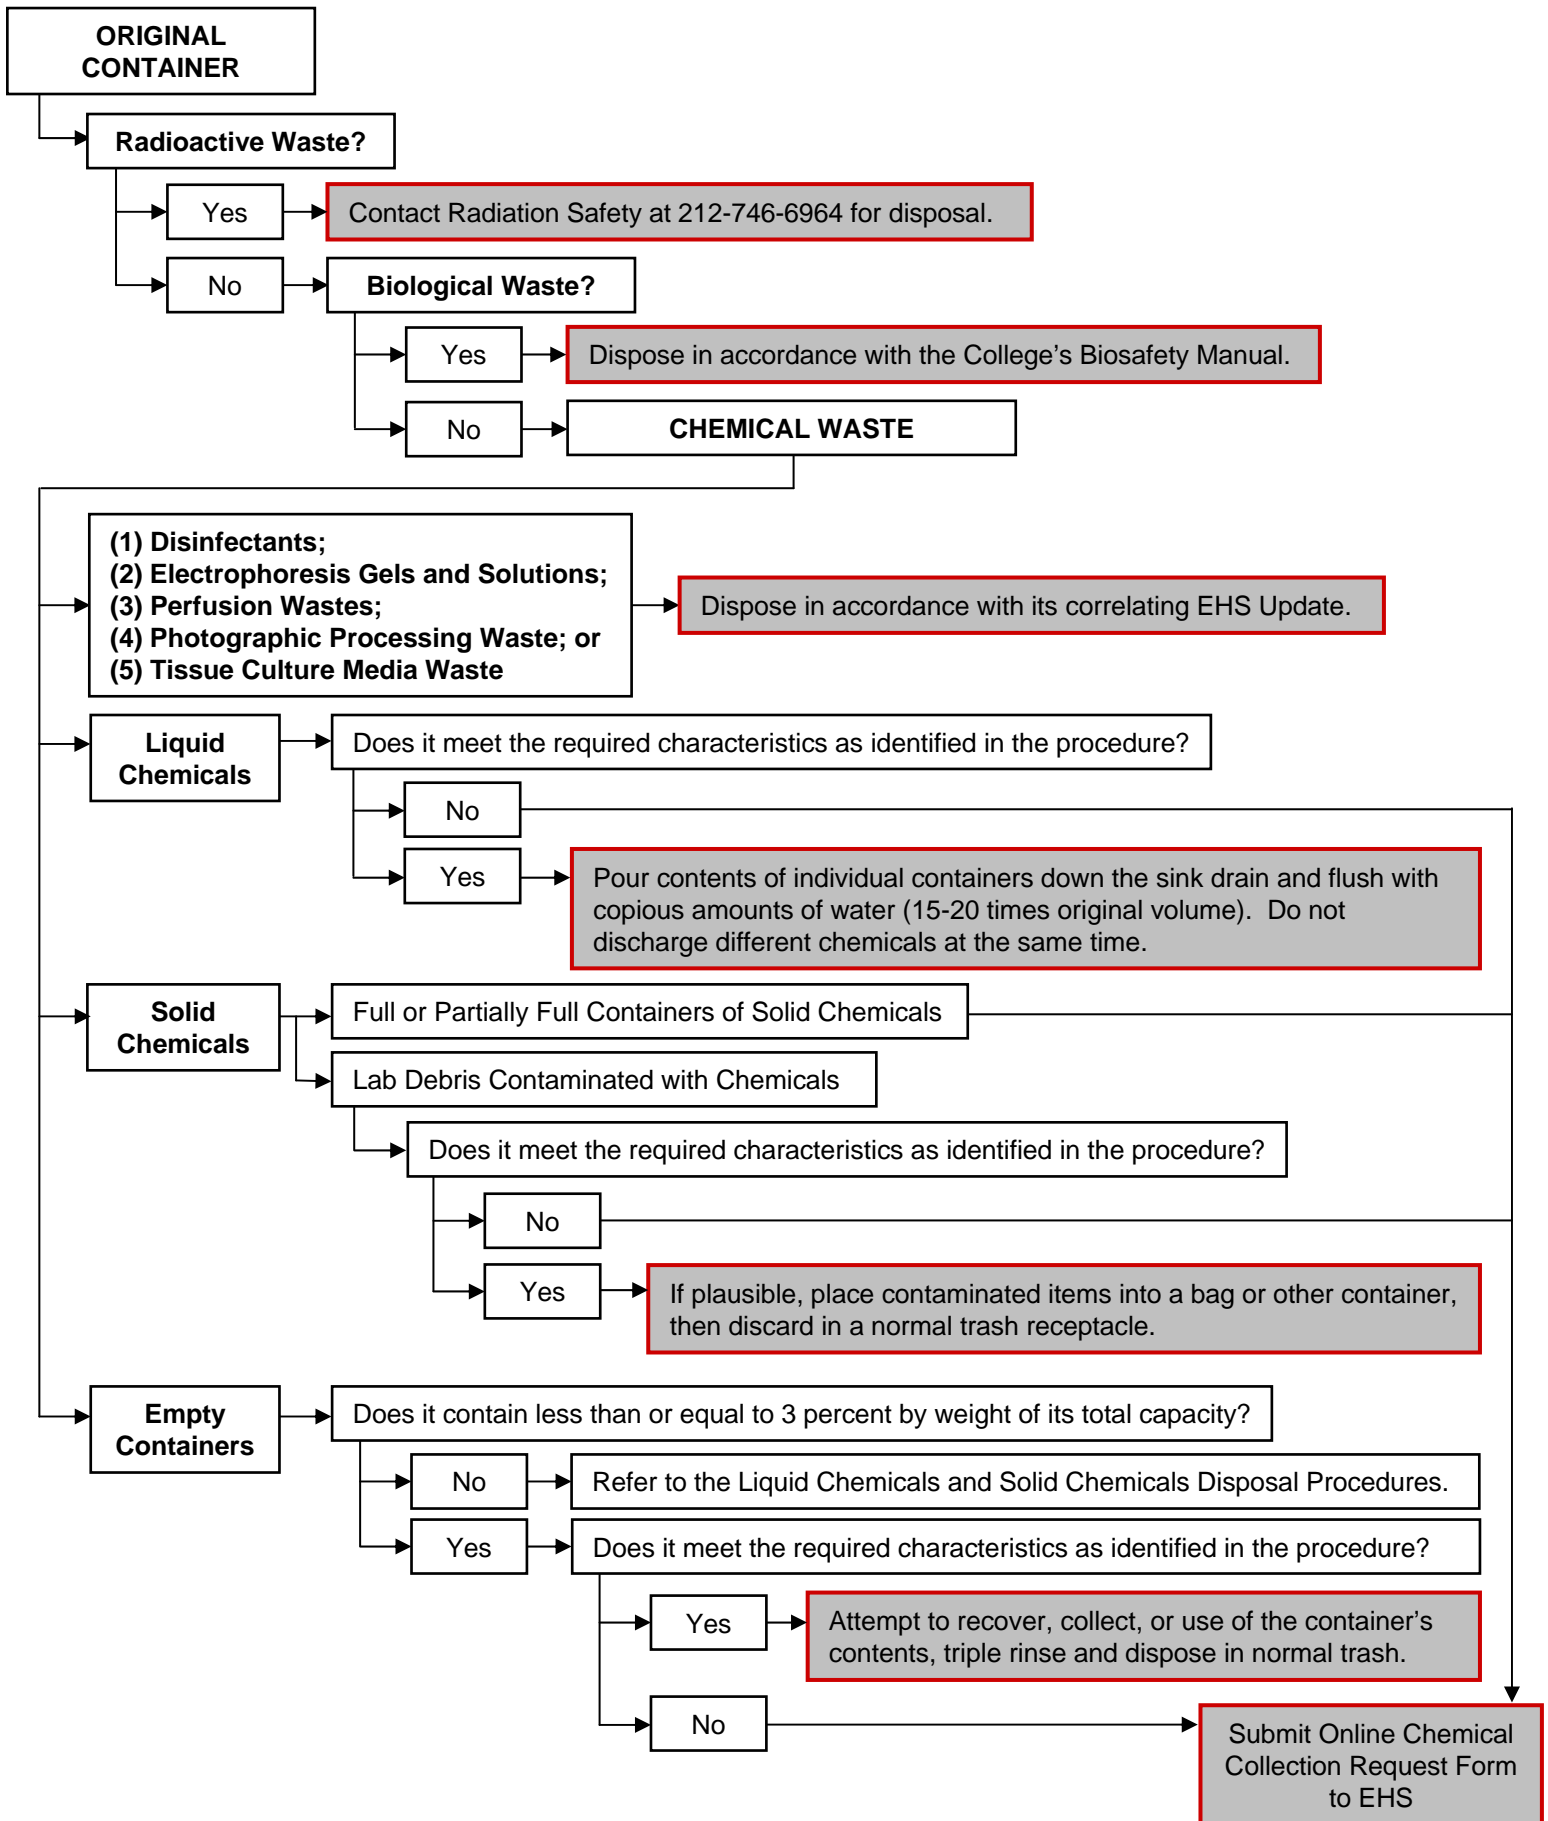 ORIGINAL
CONTAINER
Radioactive Waste?
Yes
Contact Radiation Safety at 212-746-6964 for disposal.
No
Biological Waste?
Yes
Dispose in accordance with the College’s Biosafety Manual.
No
CHEMICAL WASTE
(1) Disinfectants;
(2) Electrophoresis Gels and Solutions;
(3) Perfusion Wastes;
(4) Photographic Processing Waste; or
(5) Tissue Culture Media Waste
Dispose in accordance with its correlating EHS Update.
Liquid
Chemicals
Does it meet the required characteristics as identified in the procedure?
No
Yes
Pour contents of individual containers down the sink drain and flush with
copious amounts of water (15-20 times original volume).  Do not
discharge different chemicals at the same time.
Solid
Chemicals
Full or Partially Full Containers of Solid Chemicals
Lab Debris Contaminated with Chemicals
Does it meet the required characteristics as identified in the procedure?
No
Yes
If plausible, place contaminated items into a bag or other container,
then discard in a normal trash receptacle.
Empty
Containers
Does it contain less than or equal to 3 percent by weight of its total capacity?
No
Refer to the Liquid Chemicals and Solid Chemicals Disposal Procedures.
Yes
Does it meet the required characteristics as identified in the procedure?
Yes
Attempt to recover, collect, or use of the container’s
contents, triple rinse and dispose in normal trash.
No
Submit Online Chemical
Collection Request Form
to EHS